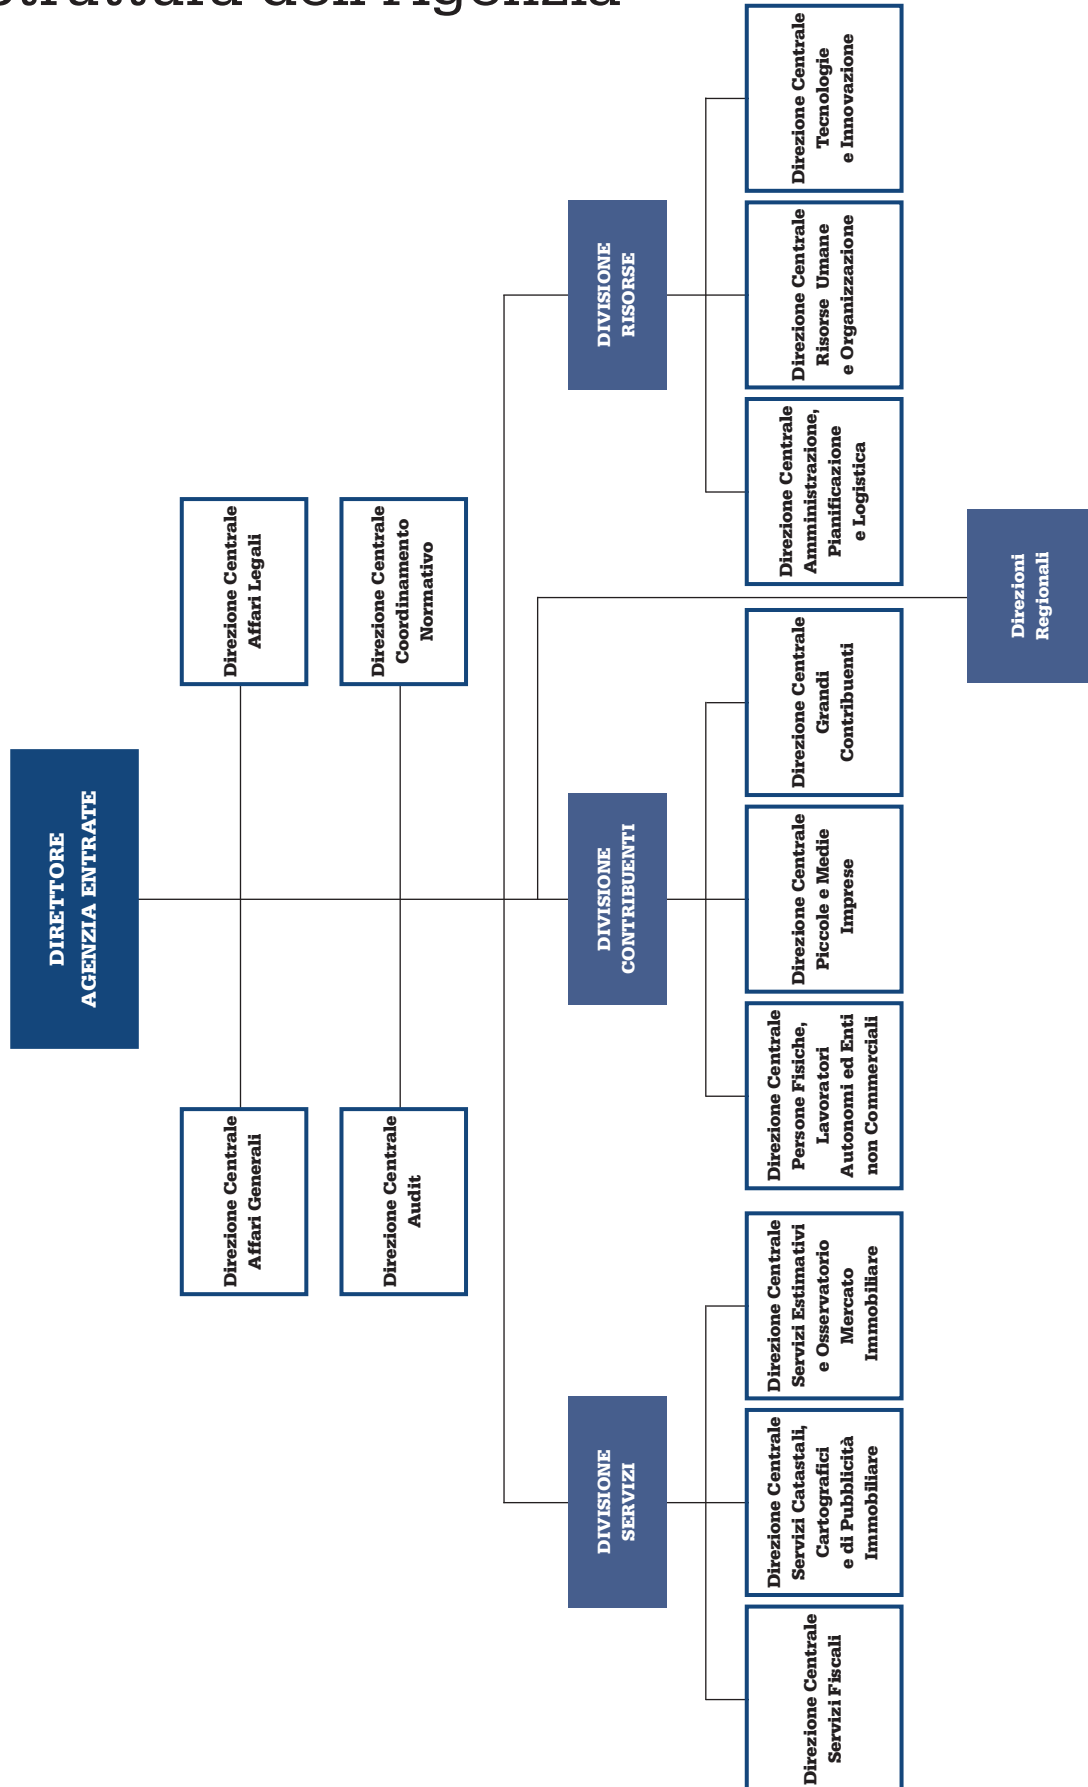 Struttura dell'Agenzia
DIRETTORE
AGENZIA ENTRATE
Direzione Centrale
Affari Generali
Direzione Centrale
Affari Legali
Direzione Centrale
Audit
Direzione Centrale
Coordinamento
Normativo
DIVISIONE
SERVIZI
DIVISIONE
CONTRIBUENTI
DIVISIONE
RISORSE
Direzione Centrale
Servizi Fiscali
Direzione Centrale
Servizi Catastali,
Cartografici
e di Pubblicità
Immobiliare
Direzione Centrale
Servizi Estimativi
e Osservatorio
Mercato
Immobiliare
Direzione Centrale
Persone Fisiche,
Lavoratori
Autonomi ed Enti
non Commerciali
Direzione Centrale
Piccole e Medie
Imprese
Direzione Centrale
Grandi
Contribuenti
Direzione Centrale
Amministrazione,
Pianificazione
e Logistica
Direzione Centrale
Risorse Umane
e Organizzazione
Direzione Centrale
Tecnologie
e Innovazione
Direzioni
Regionali